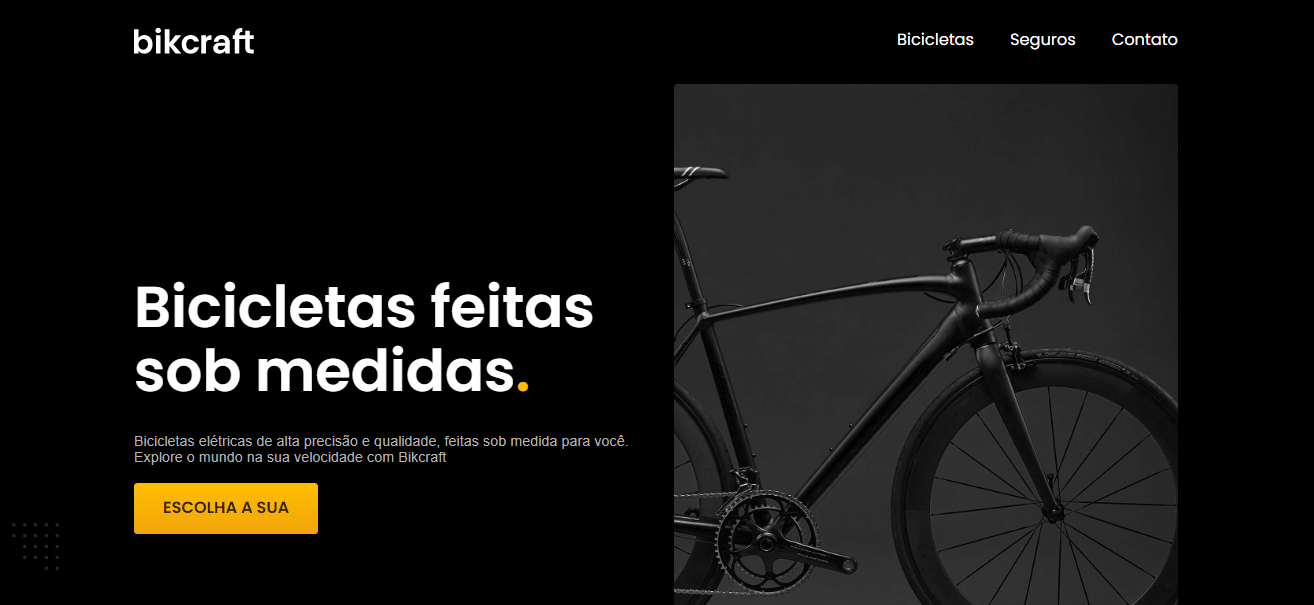 bikcraft
Bicicletas
Seguros
Contato
Bicicletas feitas
sob medidas.
Bicicletas elétricas de alta precisão e qualidade, feitas sob medida para você.
Explore o mundo na sua velocidade com Bikcraft
ESCOLHA A SUA